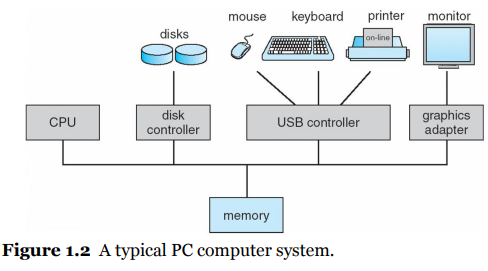 mouse keyboard printer monitor
disks
on-line
CPU
disk
controller
USB controller
graphics
adapter
memory
Figure 1.2 A typical PC computer system.